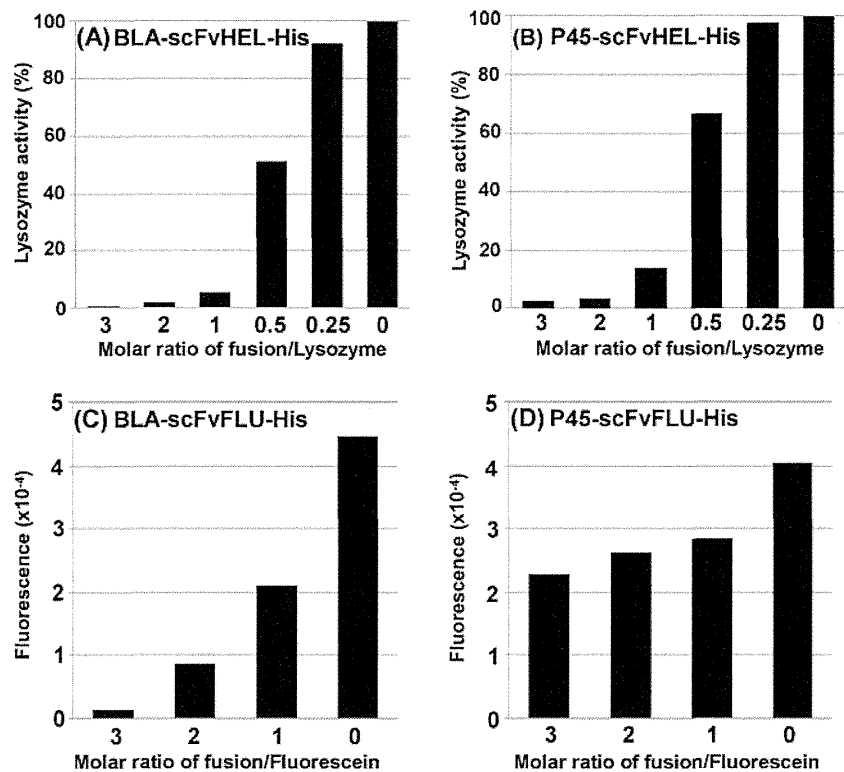 (A) BLA-scFvHEL-His
Lysozyme activity (%)
100
80
60
40
20
0
3 2 1 0.5 0.25 0
Molar ratio of fusion/Lysozyme
(B) P45-scFvHEL-His
Lysozyme activity (%)
100
80
60
40
20
0
3 2 1 0.5 0.25 0
Molar ratio of fusion/Lysozyme
(C) BLA-scFvFLU-His
Fluorescence (x10⁻⁴)
5
4
3
2
1
0
3 2 1 0
Molar ratio of fusion/Fluorescein
(D) P45-scFvFLU-His
Fluorescence (x10⁻⁴)
5
4
3
2
1
0
3 2 1 0
Molar ratio of fusion/Fluorescein